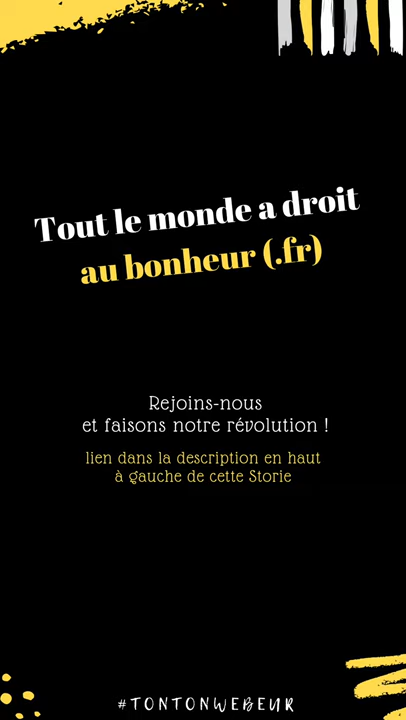 Tout le monde a droit
au bonheur (.fr)
Rejoins-nous
et faisons notre révolution !
lien dans la description en haut
à gauche de cette Storie
#TONTONWEBEUR